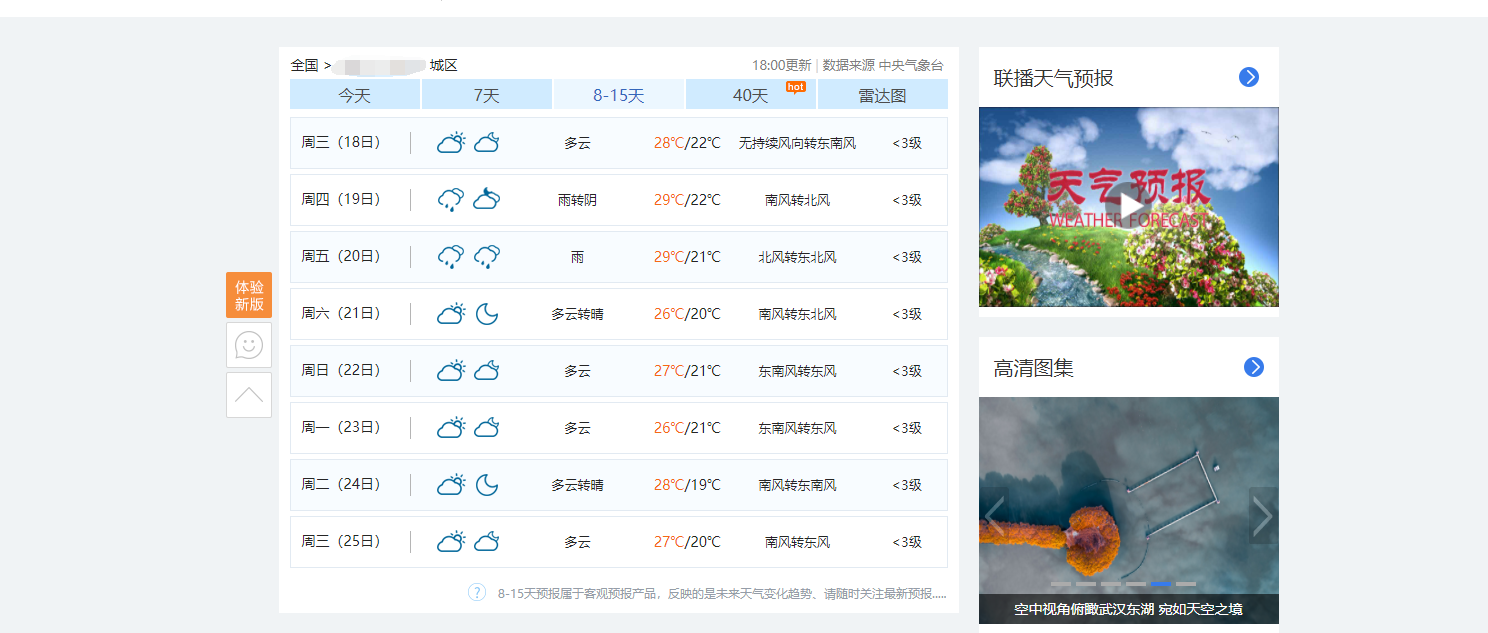 全国 > 城区
18:00更新 | 数据来源 中央气象台
今天 7天 8-15天 40天 hot 雷达图
周三（18日） 多云 28℃/22℃ 无持续风向转东南风 <3级
周四（19日） 雨转阴 29℃/22℃ 南风转北风 <3级
周五（20日） 雨 29℃/21℃ 北风转东北风 <3级
周六（21日） 多云转晴 26℃/20℃ 南风转东北风 <3级
周日（22日） 多云 27℃/21℃ 东南风转东风 <3级
周一（23日） 多云 26℃/21℃ 东南风转东风 <3级
周二（24日） 多云转晴 28℃/19℃ 南风转东南风 <3级
周三（25日） 多云 27℃/20℃ 南风转东风 <3级
? 8-15天预报属于客观预报产品，反映的是未来天气变化趋势、请随时关注最新预报.....
体验
新版
联播天气预报
天气预报
WEATHER FORECAST
高清图集
空中视角俯瞰武汉东湖 宛如天空之境